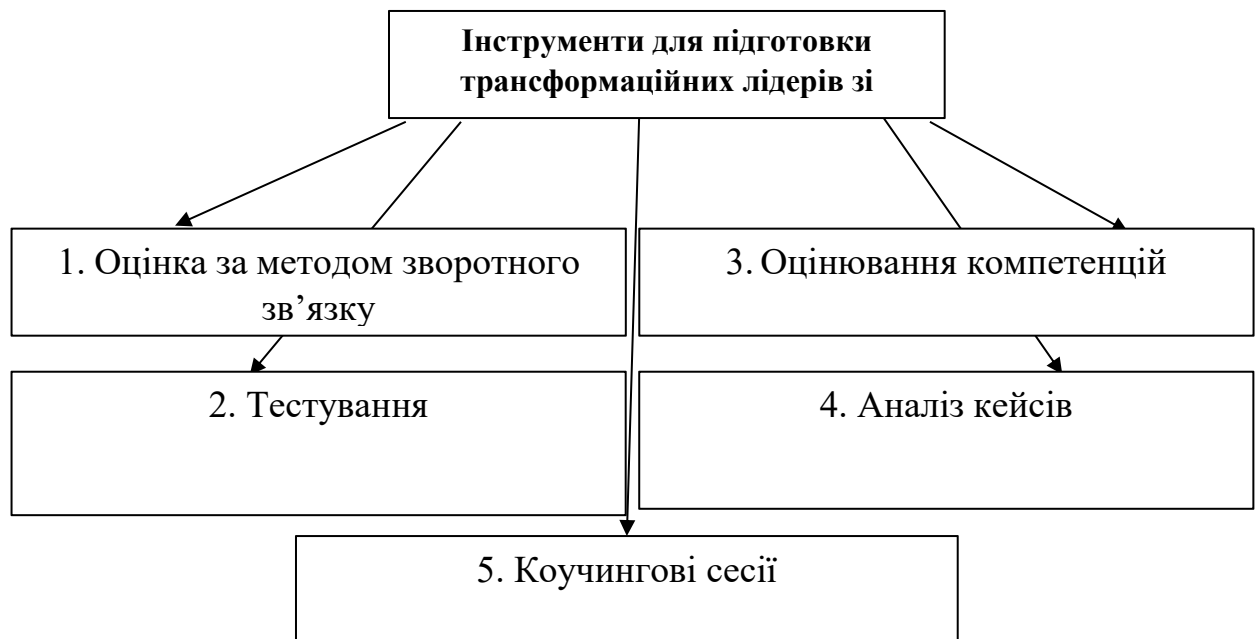 Інструменти для підготовки
трансформаційних лідерів зі
1. Оцінка за методом зворотного
зв’язку
3. Оцінювання компетенцій
2. Тестування
4. Аналіз кейсів
5. Коучингові сесії